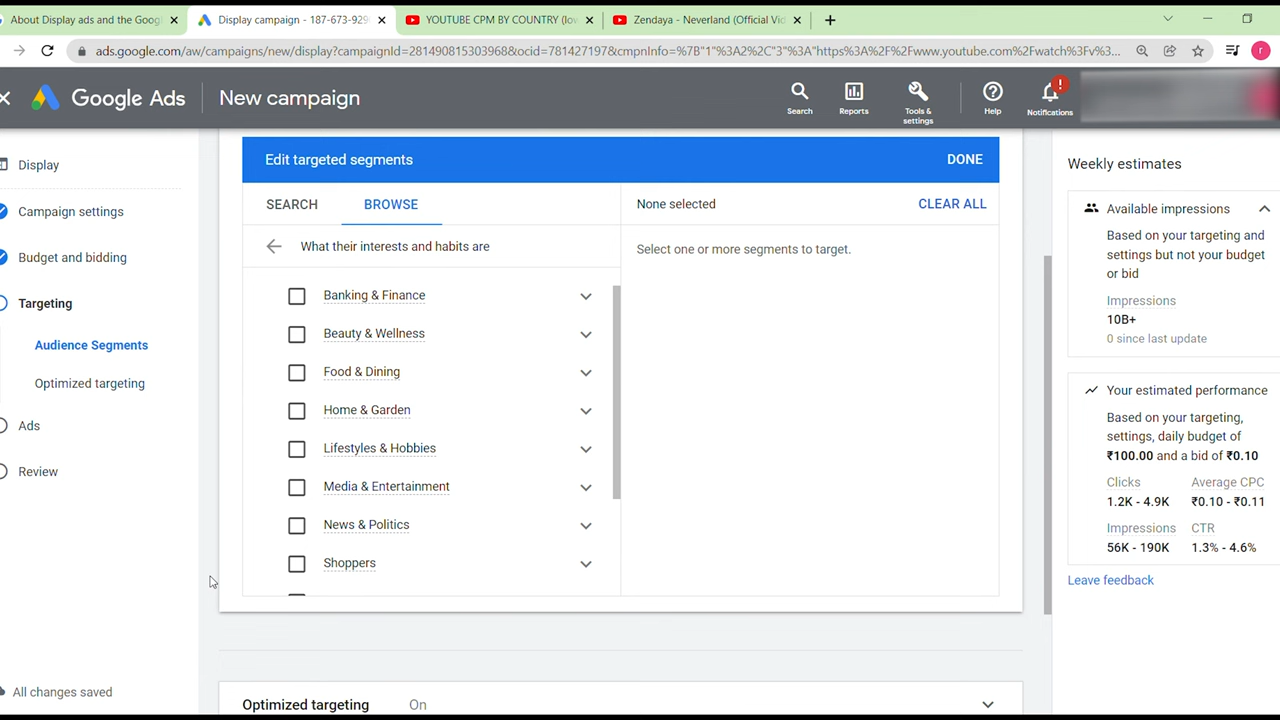 About Display ads and the Googl
Display campaign - 187-673-929
YOUTUBE CPM BY COUNTRY (low
Zendaya - Neverland (Official Vid
ads.google.com/aw/campaigns/new/display?campaignId=281490815303968&ocid=781427197&cmpnInfo=%7B"1"%3A2%2C"3"%3A"https%3A%2F%2Fwww.youtube.com%2Fwatch%3Fv%3...
r
Google Ads
New campaign
Search
Reports
Tools & settings
Help
!
Notifications
Display
Campaign settings
Budget and bidding
Targeting
Audience Segments
Optimized targeting
Ads
Review
All changes saved
Edit targeted segments
DONE
SEARCH
BROWSE
None selected
CLEAR ALL
What their interests and habits are
Select one or more segments to target.
Banking & Finance
Beauty & Wellness
Food & Dining
Home & Garden
Lifestyles & Hobbies
Media & Entertainment
News & Politics
Shoppers
Optimized targeting
On
Weekly estimates
Available impressions
Based on your targeting and
settings but not your budget
or bid
Impressions
10B+
0 since last update
Your estimated performance
Based on your targeting,
settings, daily budget of
₹100.00 and a bid of ₹0.10
Clicks
Average CPC
1.2K - 4.9K
₹0.10 - ₹0.11
Impressions
CTR
56K - 190K
1.3% - 4.6%
Leave feedback